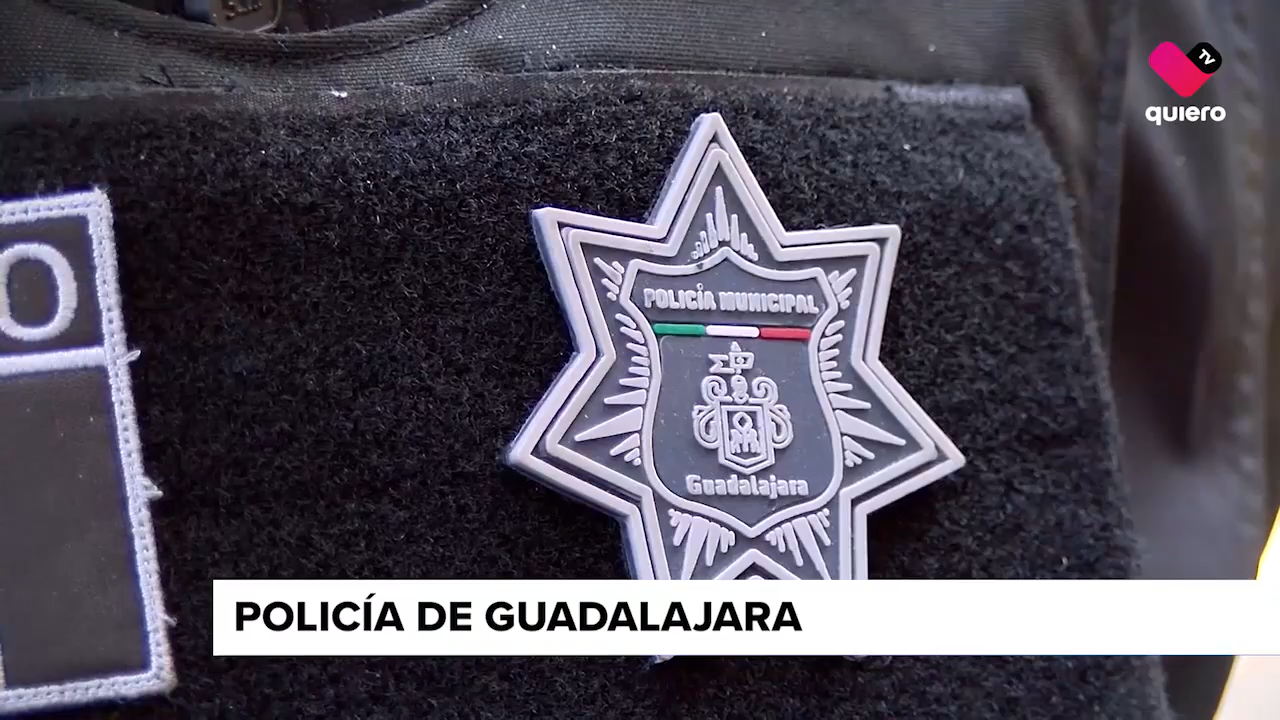 TV
quiero
O
POLICÍA MUNICIPAL
Guadalajara
POLICÍA DE GUADALAJARA